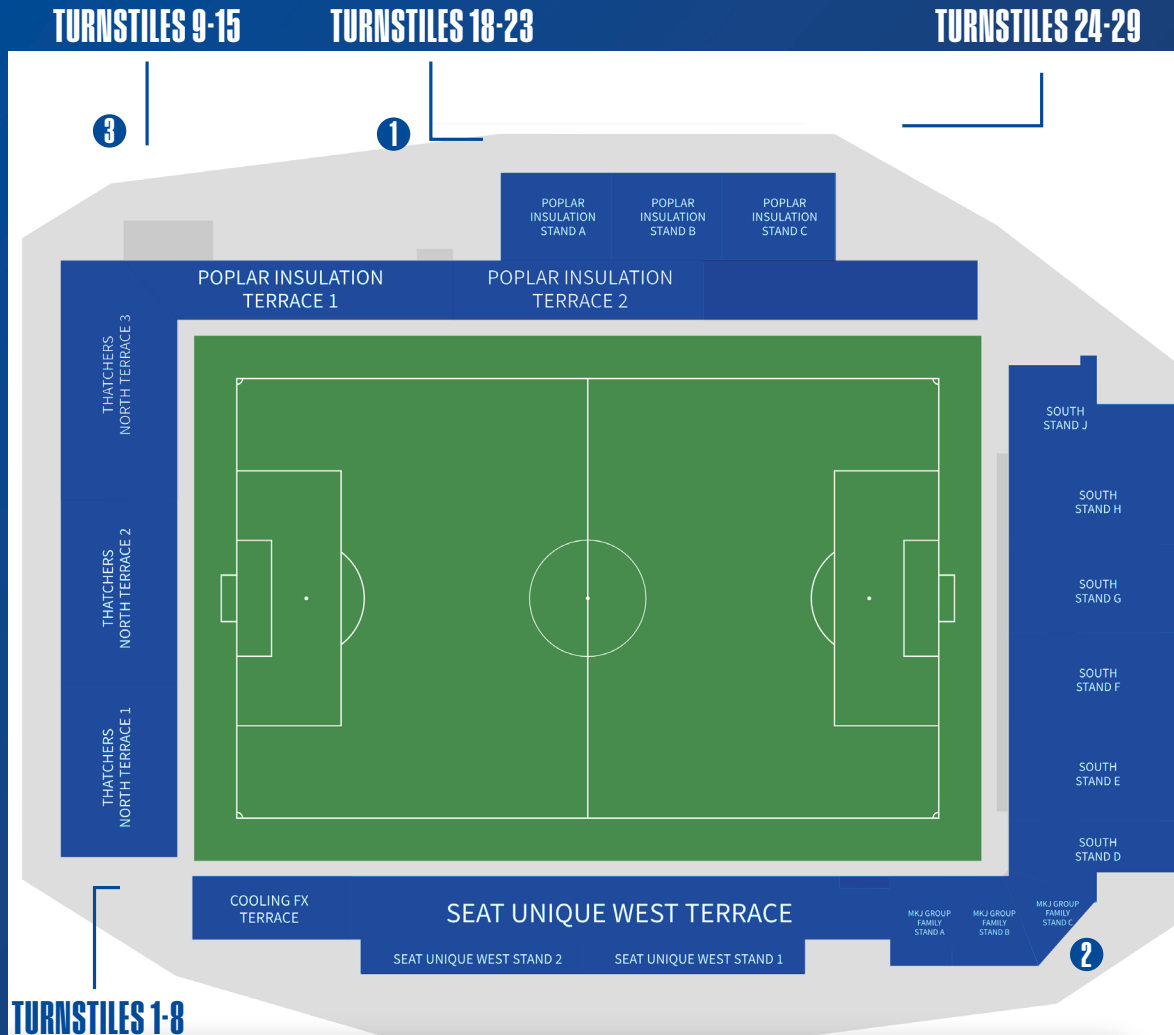 TURNSTILES 9-15
TURNSTILES 18-23
TURNSTILES 24-29
3
1
POPLAR
INSULATION
STAND A
POPLAR
INSULATION
STAND B
POPLAR
INSULATION
STAND C
POPLAR INSULATION
TERRACE 1
POPLAR INSULATION
TERRACE 2
THATCHERS
NORTH TERRACE 3
THATCHERS
NORTH TERRACE 2
THATCHERS
NORTH TERRACE 1
SOUTH
STAND J
SOUTH
STAND H
SOUTH
STAND G
SOUTH
STAND F
SOUTH
STAND E
SOUTH
STAND D
COOLING FX
TERRACE
SEAT UNIQUE WEST TERRACE
MKJ GROUP
FAMILY
STAND A
MKJ GROUP
FAMILY
STAND B
MKJ GROUP
FAMILY
STAND C
SEAT UNIQUE WEST STAND 2
SEAT UNIQUE WEST STAND 1
2
TURNSTILES 1-8